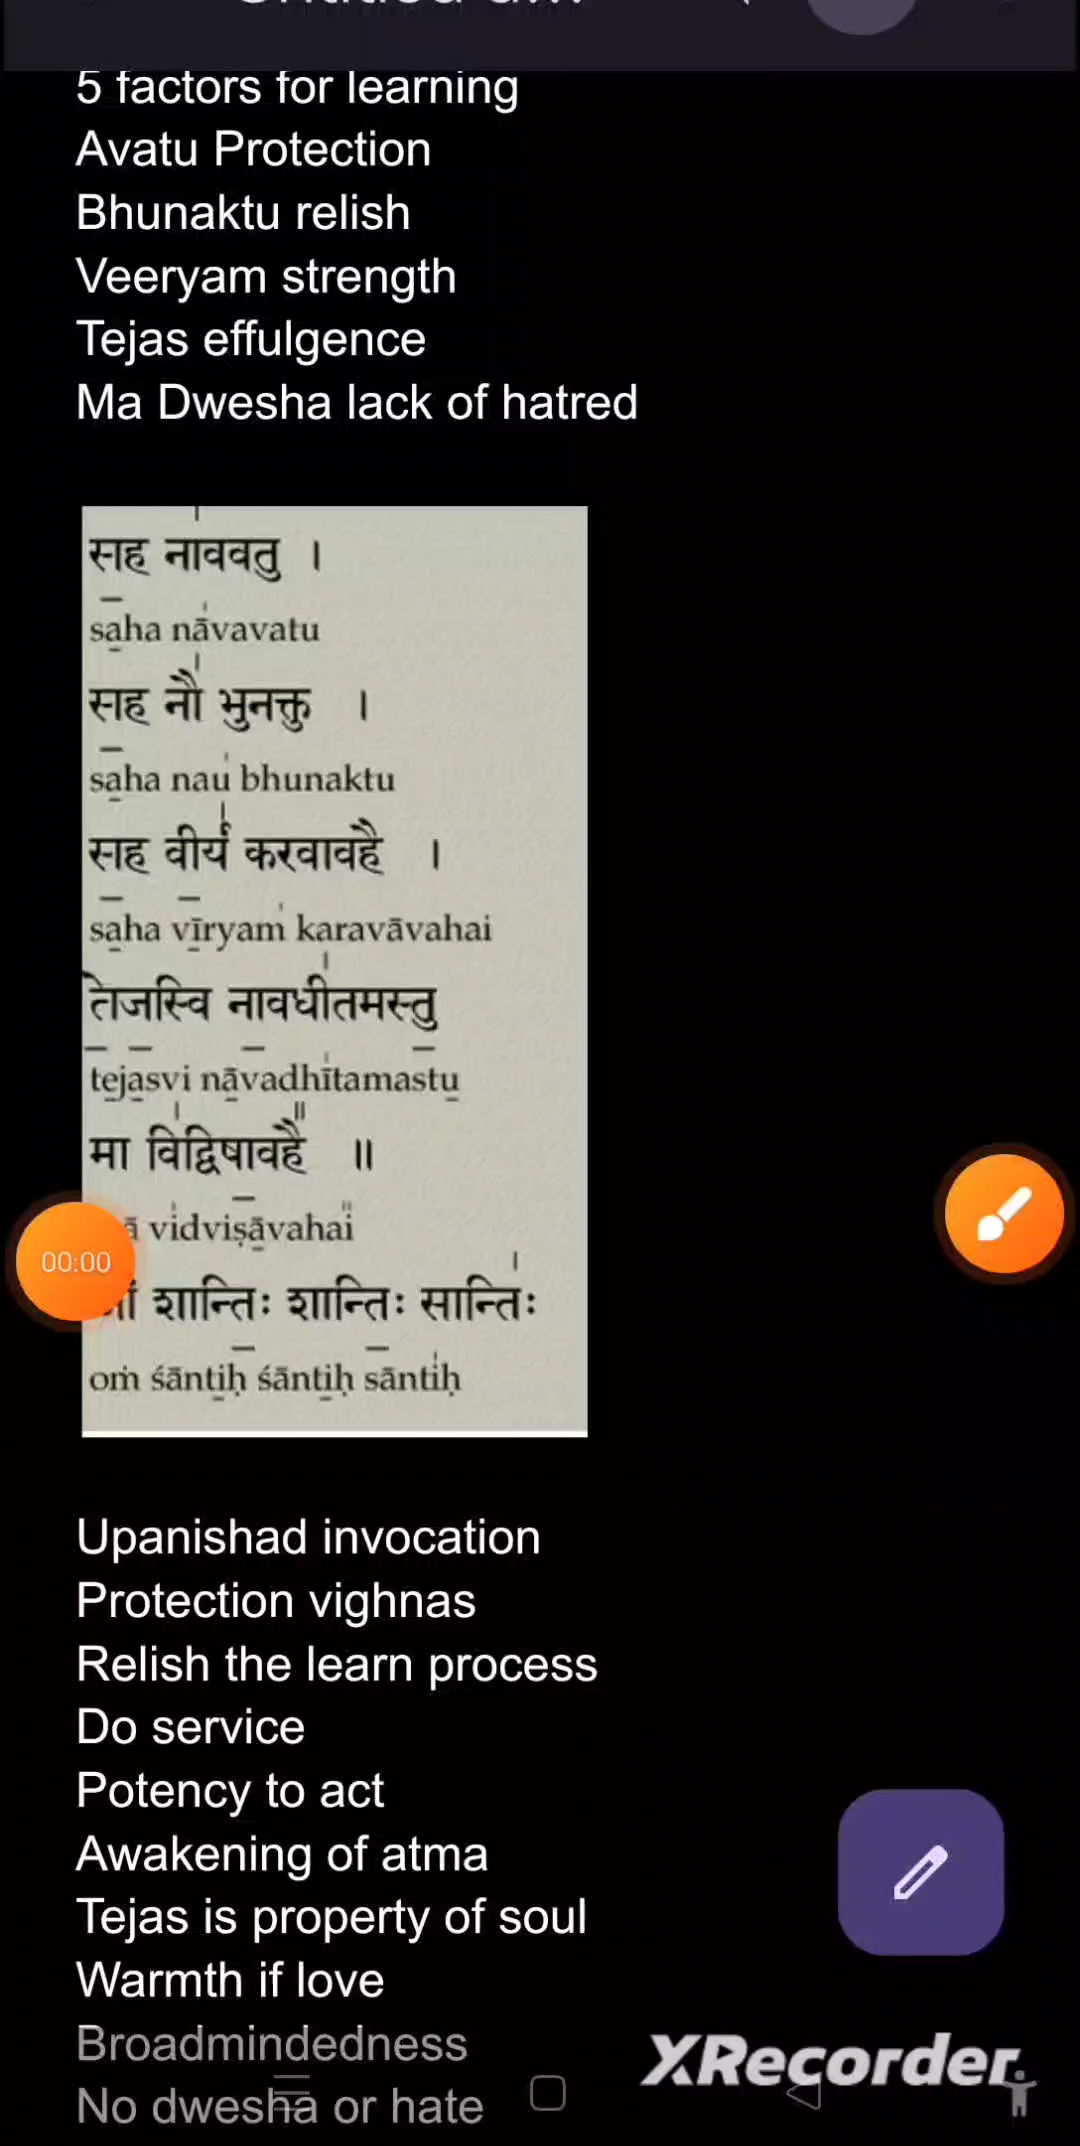 5 factors for learning
Avatu Protection
Bhunaktu relish
Veeryam strength
Tejas effulgence
Ma Dwesha lack of hatred
सह नाववतु ।
saha nāvavatu
सह नौ भुनक्तु ।
saha nau bhunaktu
सह वीर्यं करवावहै ।
saha vīryam karavāvahai
तेजस्वि नावधीतमस्तु
tejasvi nāvadhītamastu
मा विद्विषावहै ॥
ā vidviṣāvahai
00:00
शान्तिः शान्तिः सान्तिः
oṁ śāntiḥ śāntiḥ sāntiḥ
Upanishad invocation
Protection vighnas
Relish the learn process
Do service
Potency to act
Awakening of atma
Tejas is property of soul
Warmth if love
Broadmindedness
No dwesha or hate
XRecorder